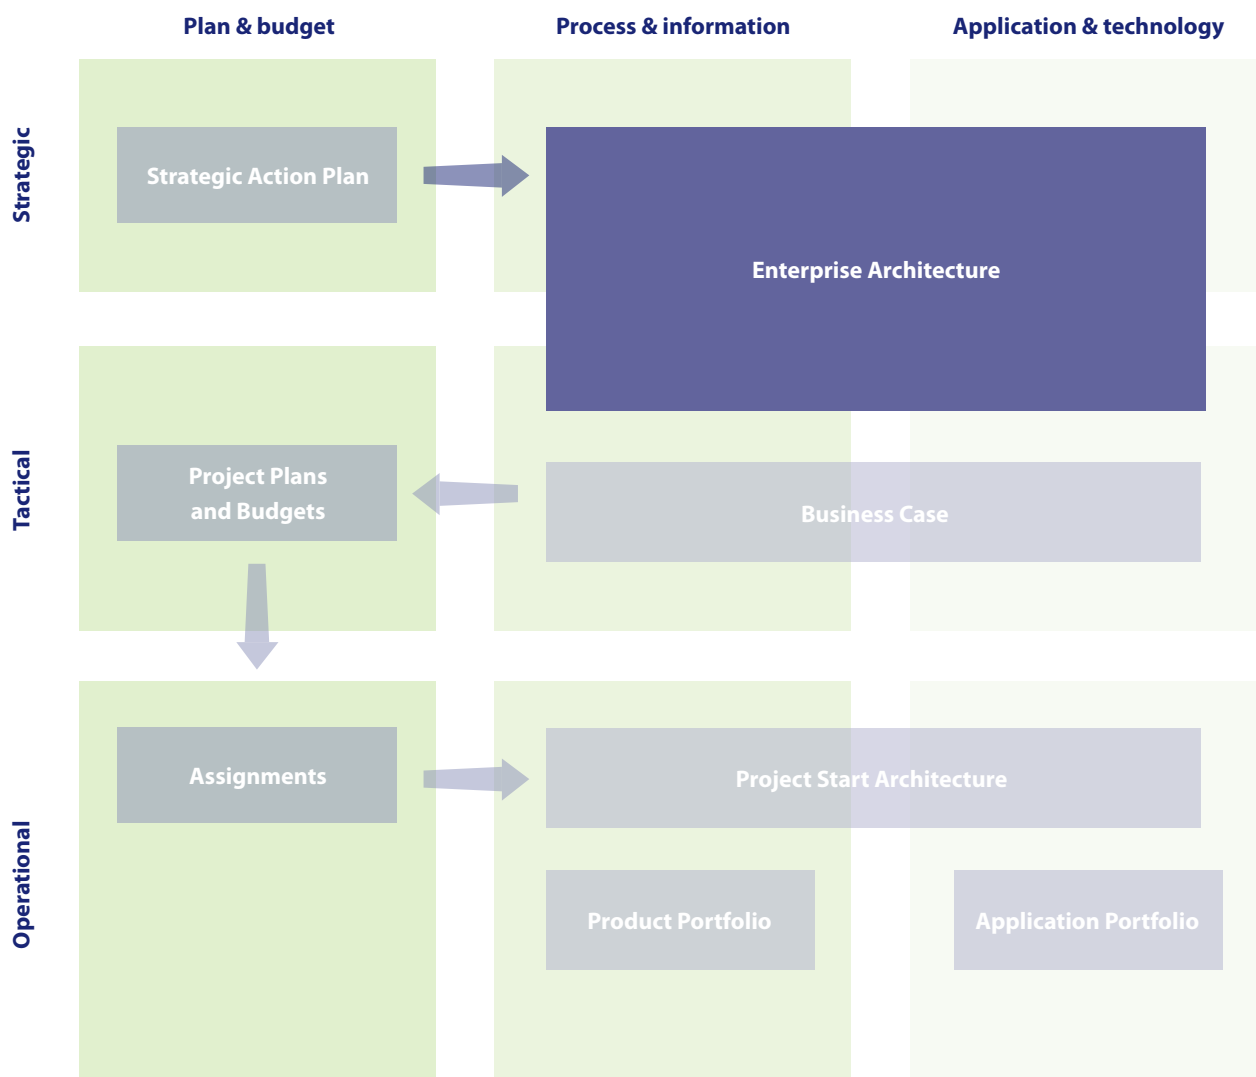 Plan & budget
Process & information
Application & technology
Strategic
Strategic Action Plan
Enterprise Architecture
Tactical
Project Plans
and Budgets
Business Case
Operational
Assignments
Project Start Architecture
Product Portfolio
Application Portfolio